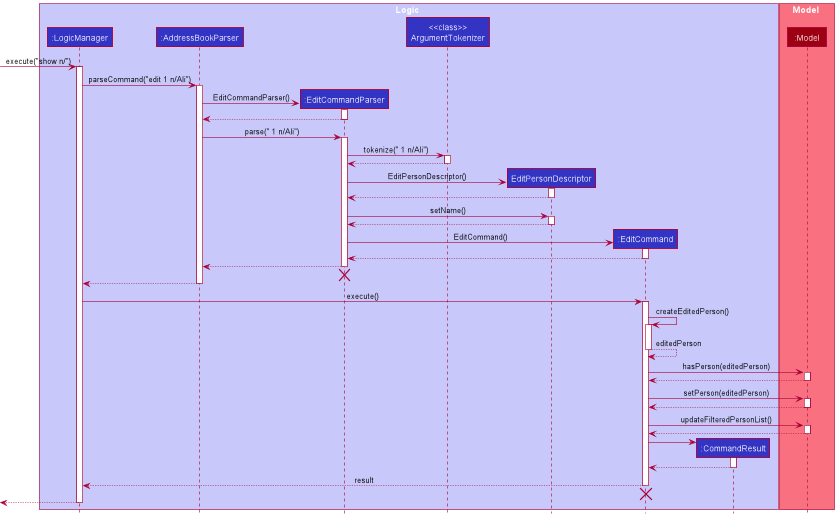 Logic
Model
<<class>>
:LogicManager
:AddressBookParser
ArgumentTokenizer
:Model
execute("show n/")
parseCommand("edit 1 n/Ali")
EditCommandParser()
:EditCommandParser
parse(" 1 n/Ali")
tokenize(" 1 n/Ali")
EditPersonDescriptor()
EditPersonDescriptor
setName()
EditCommand()
:EditCommand
execute()
createEditedPerson()
editedPerson
hasPerson(editedPerson)
setPerson(editedPerson)
updateFilteredPersonList()
:CommandResult
result